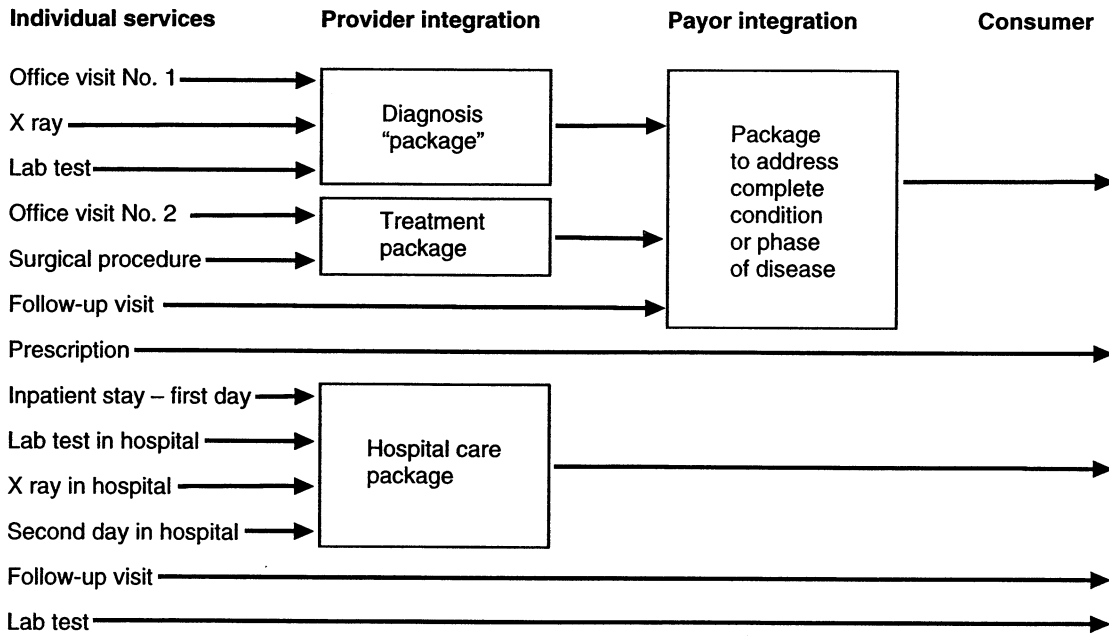 Individual services
Provider integration
Payor integration
Consumer
Office visit No. 1
X ray
Lab test
Office visit No. 2
Surgical procedure
Follow-up visit
Prescription
Inpatient stay – first day
Lab test in hospital
X ray in hospital
Second day in hospital
Follow-up visit
Lab test
Diagnosis
“package”
Treatment
package
Hospital care
package
Package
to address
complete
condition
or phase
of disease